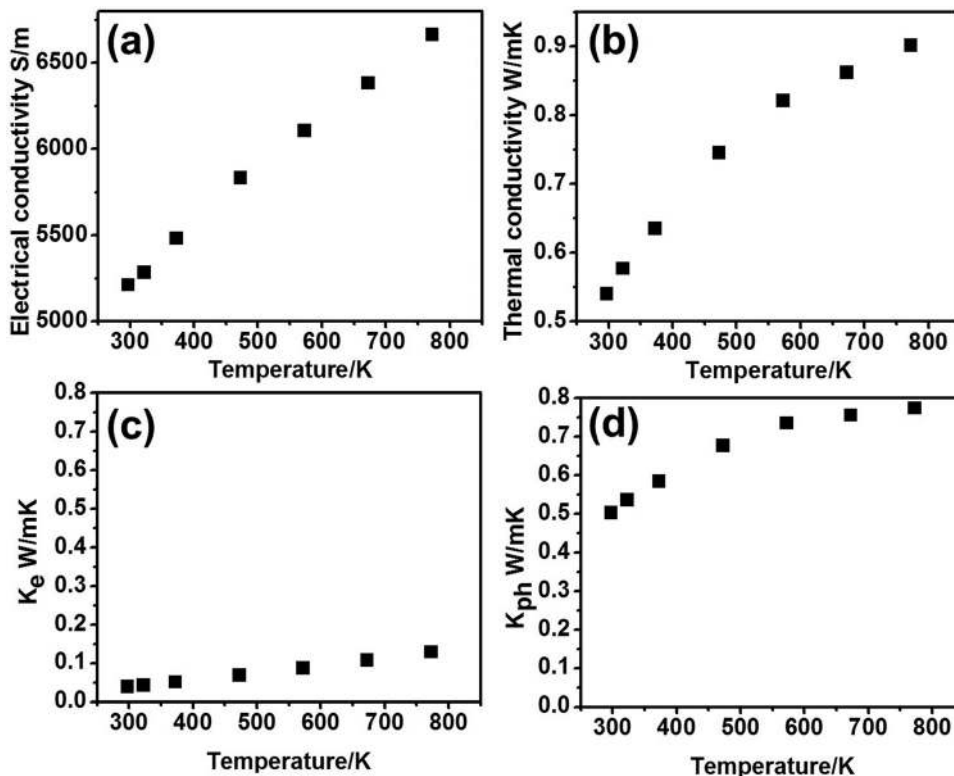 (a)
Electrical conductivity S/m
6500
6000
5500
5000
300 400 500 600 700 800
Temperature/K
(b)
Thermal conductivity W/mK
0.9
0.8
0.7
0.6
0.5
300 400 500 600 700 800
Temperature/K
(c)
Ke W/mK
0.8
0.7
0.6
0.5
0.4
0.3
0.2
0.1
0.0
300 400 500 600 700 800
Temperature/K
(d)
Kph W/mK
0.8
0.7
0.6
0.5
0.4
0.3
0.2
0.1
0.0
300 400 500 600 700 800
Temperature/K